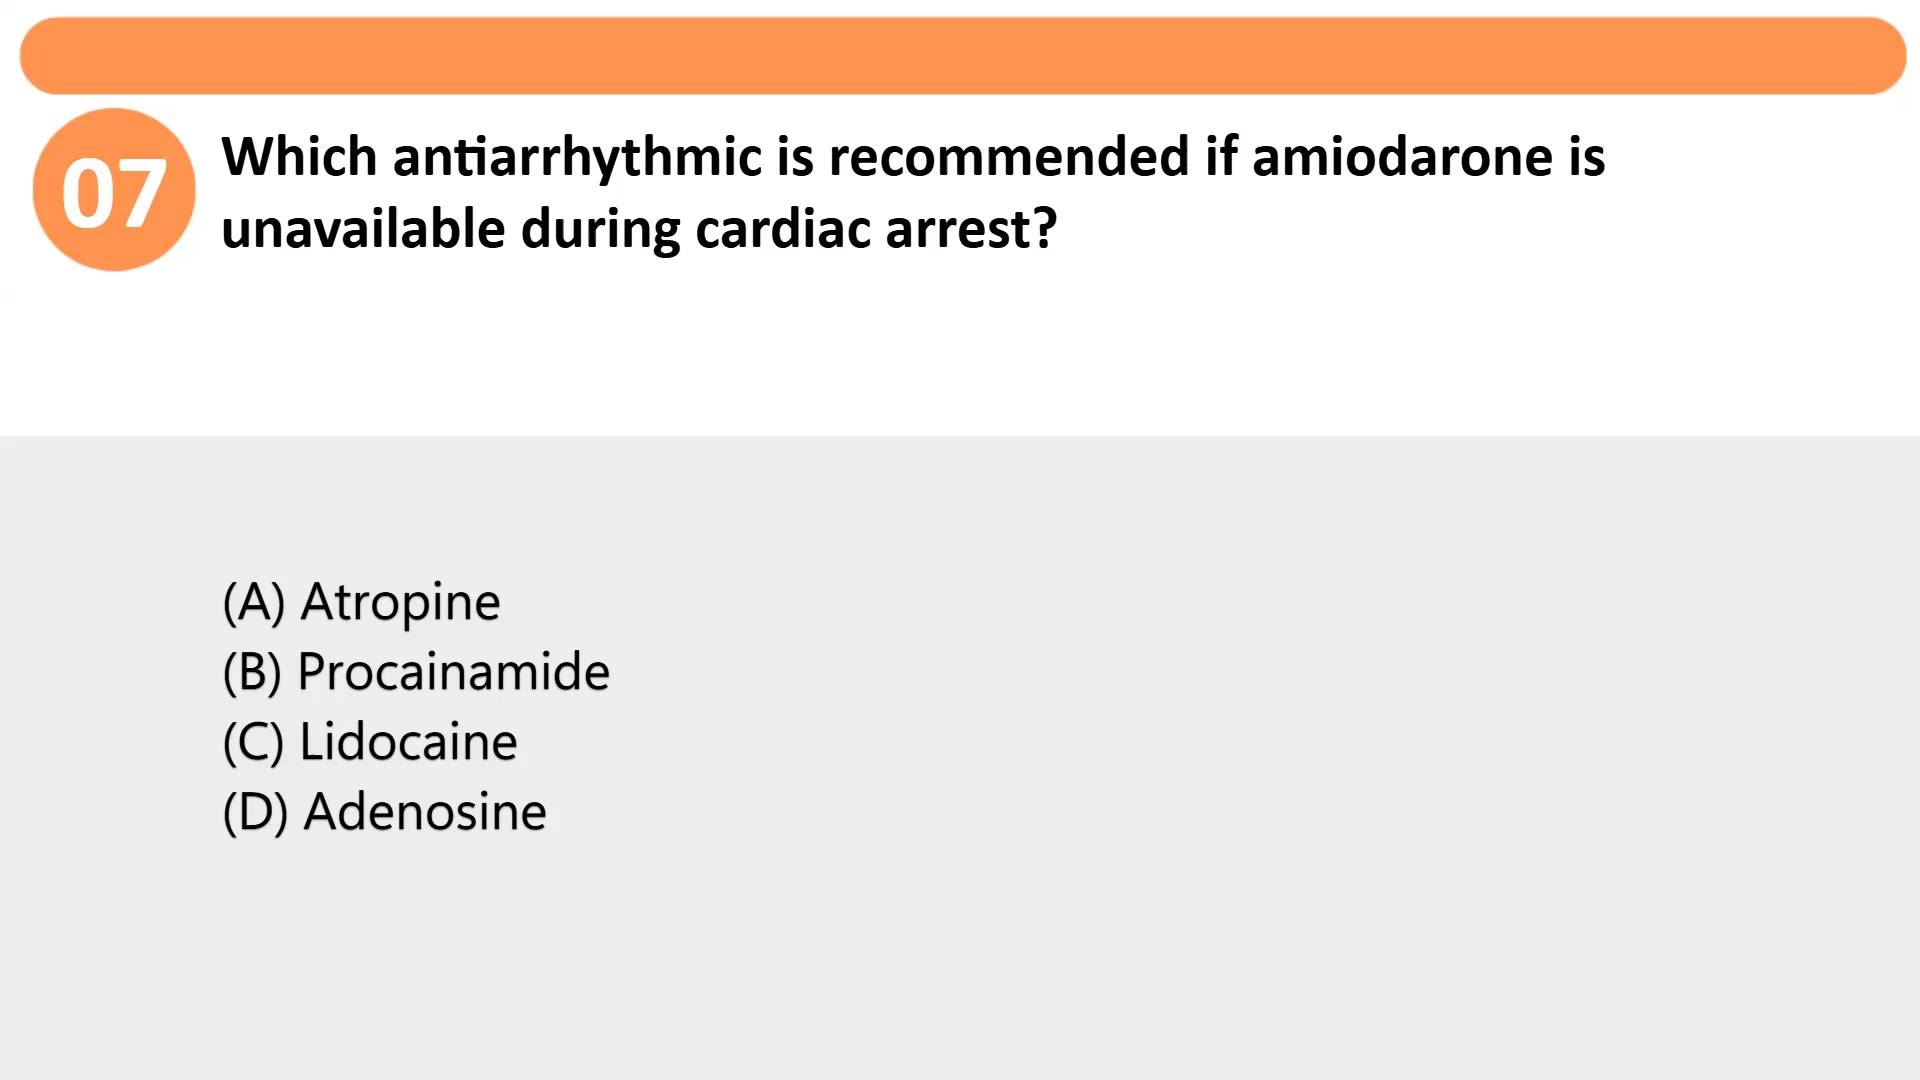 07
Which antiarrhythmic is recommended if amiodarone is
unavailable during cardiac arrest?
(A) Atropine
(B) Procainamide
(C) Lidocaine
(D) Adenosine